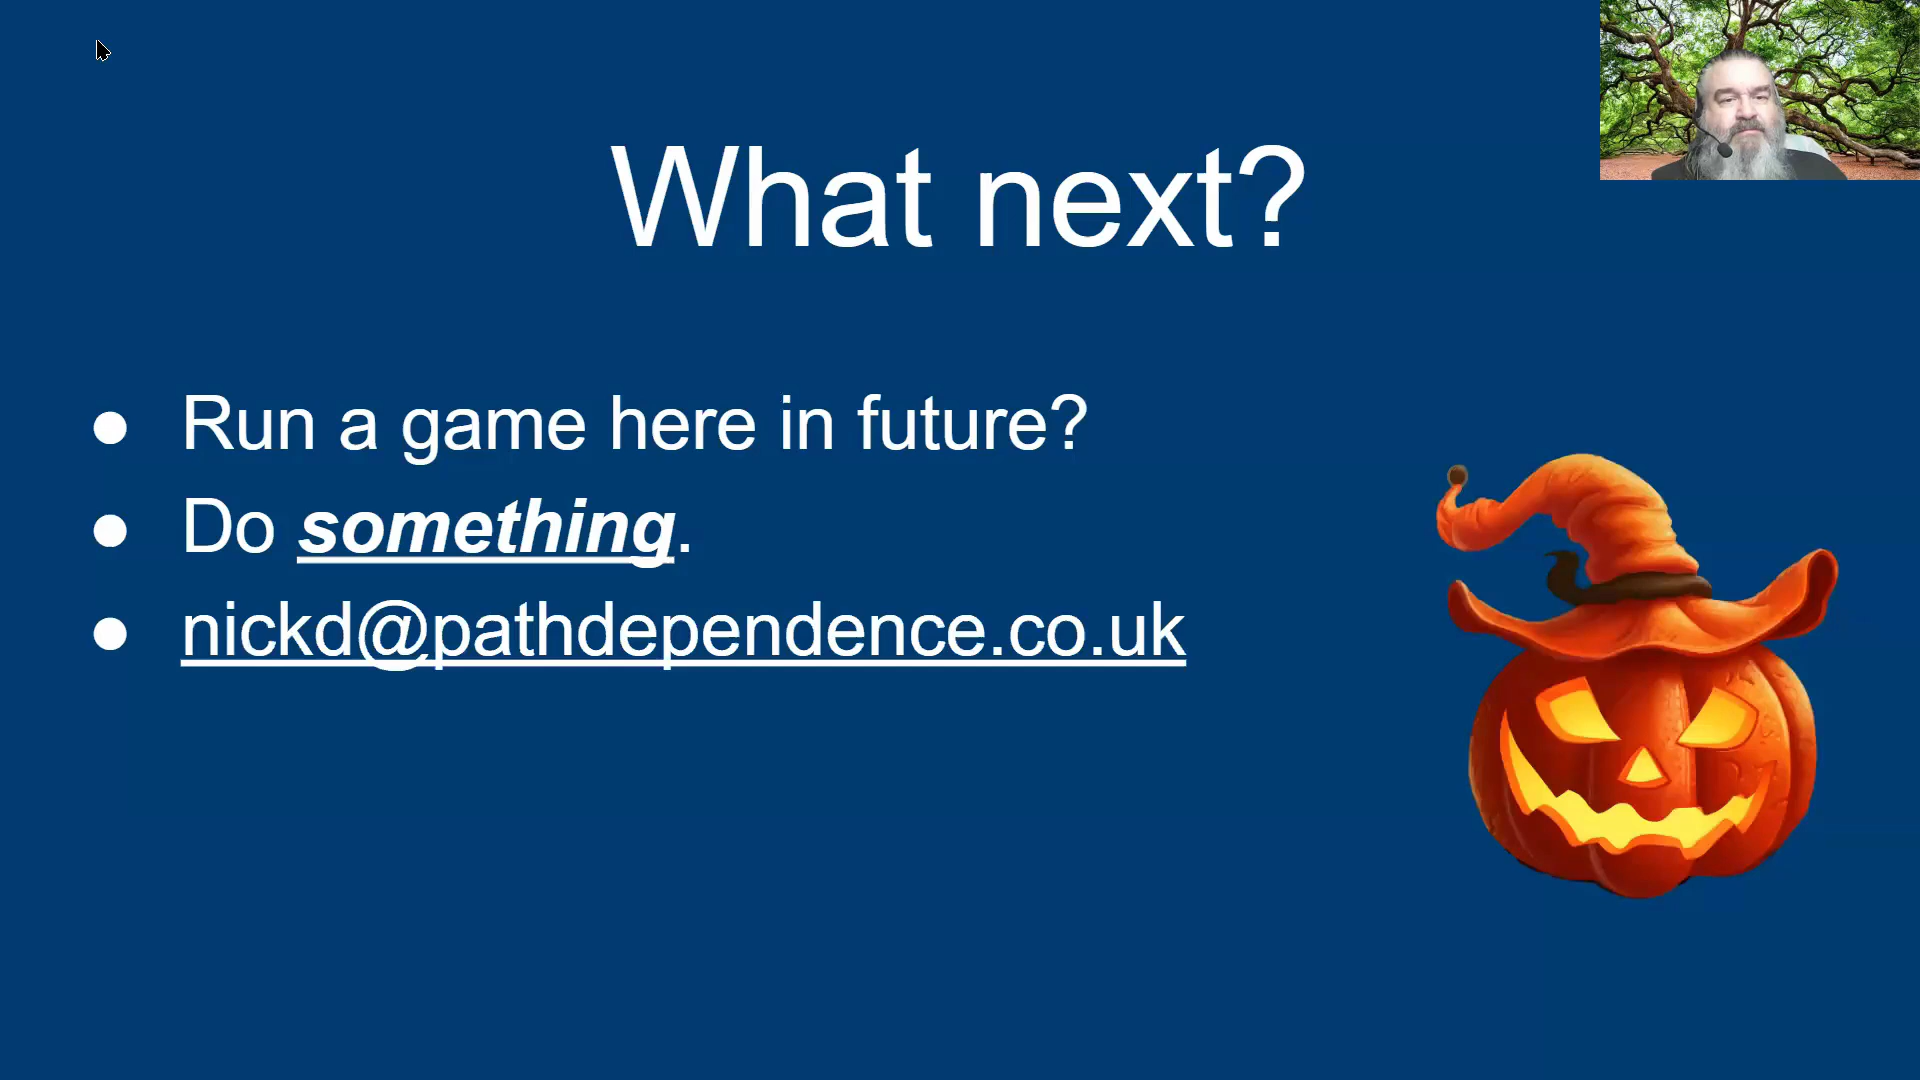 What next?
● Run a game here in future?
● Do something.
● nickd@pathdependence.co.uk